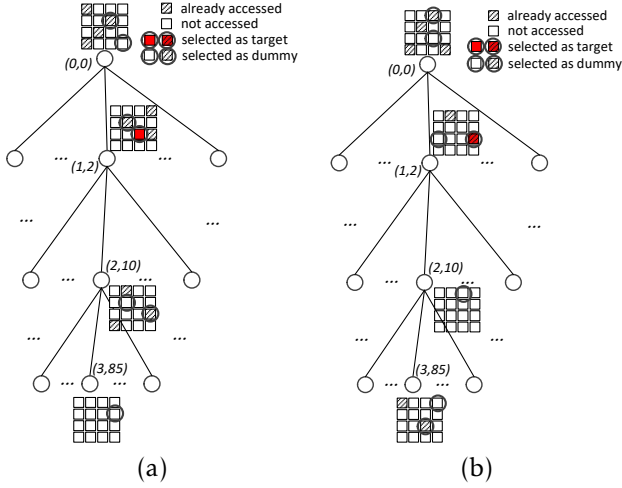 already accessed
not accessed
selected as target
selected as dummy
(0,0)
...
...
(1,2)
...
...
(2,10)
...
...
...
...
(3,85)
...
...
(a)
already accessed
not accessed
selected as target
selected as dummy
(0,0)
...
...
(1,2)
...
...
(2,10)
...
...
...
...
(3,85)
...
...
(b)